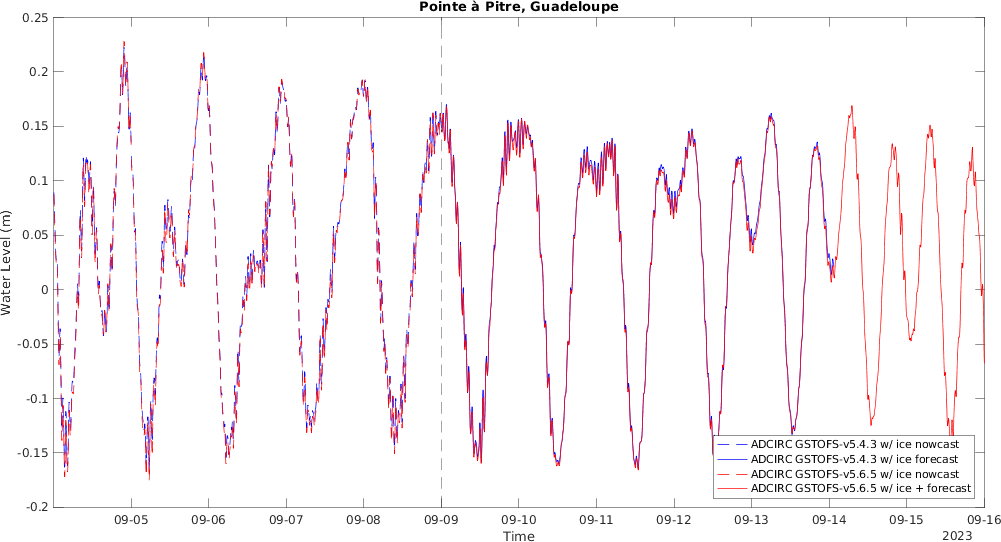 Pointe à Pitre, Guadeloupe
0.25
0.2
0.15
0.1
0.05
0
-0.05
-0.1
-0.15
-0.2
Water Level (m)
ADCIRC GSTOFS-v5.4.3 w/ ice nowcast
ADCIRC GSTOFS-v5.4.3 w/ ice forecast
ADCIRC GSTOFS-v5.6.5 w/ ice nowcast
ADCIRC GSTOFS-v5.6.5 w/ ice + forecast
09-05 09-06 09-07 09-08 09-09 09-10 09-11 09-12 09-13 09-14 09-15 09-16
Time
2023